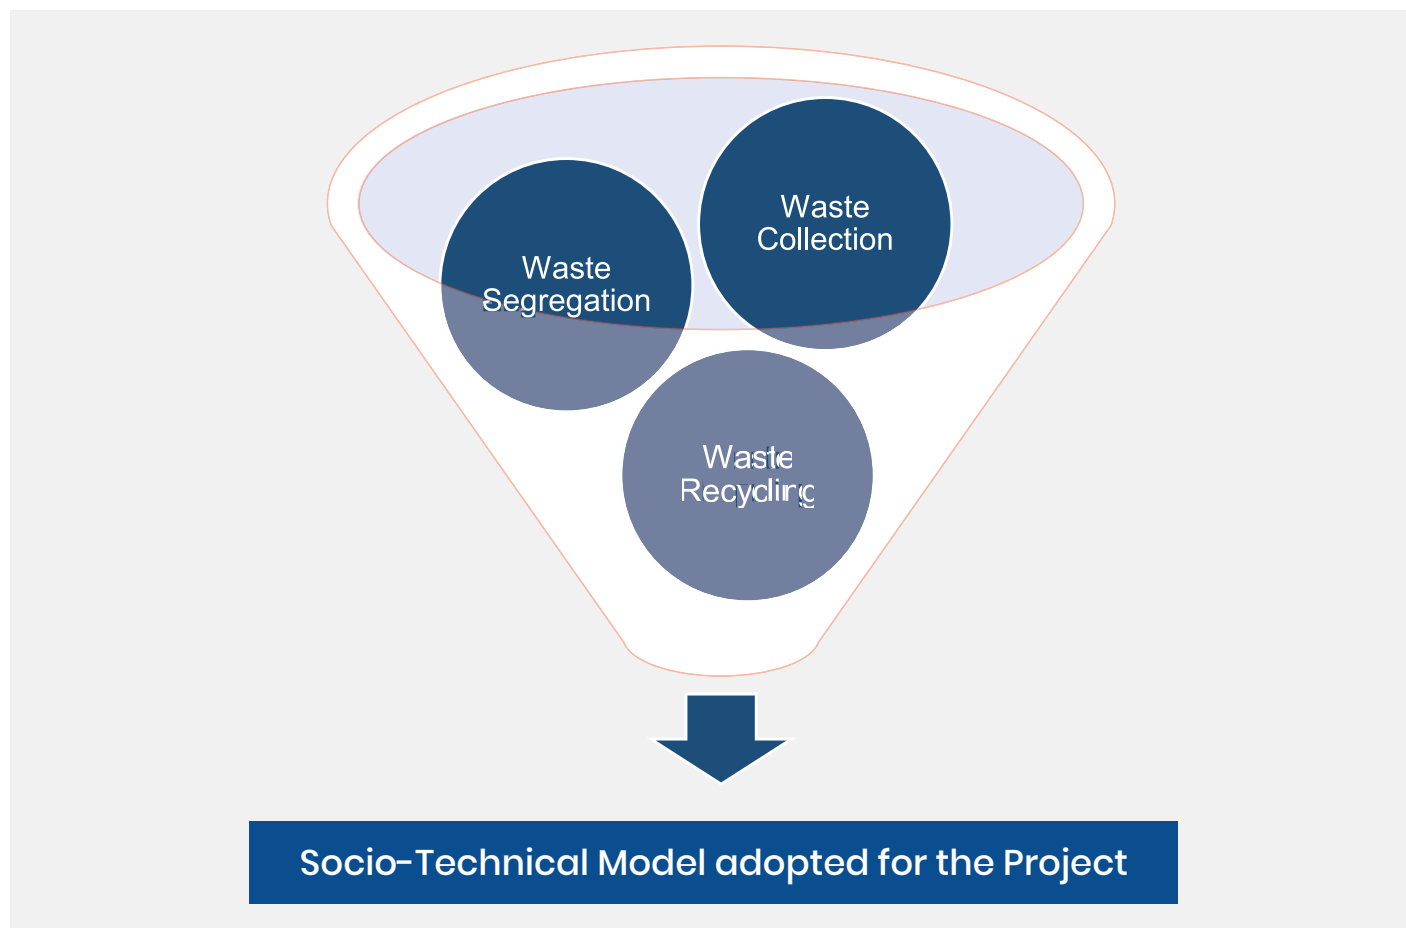 Waste
Collection
Waste
Segregation
Waste
Recycling
Socio-Technical Model adopted for the Project